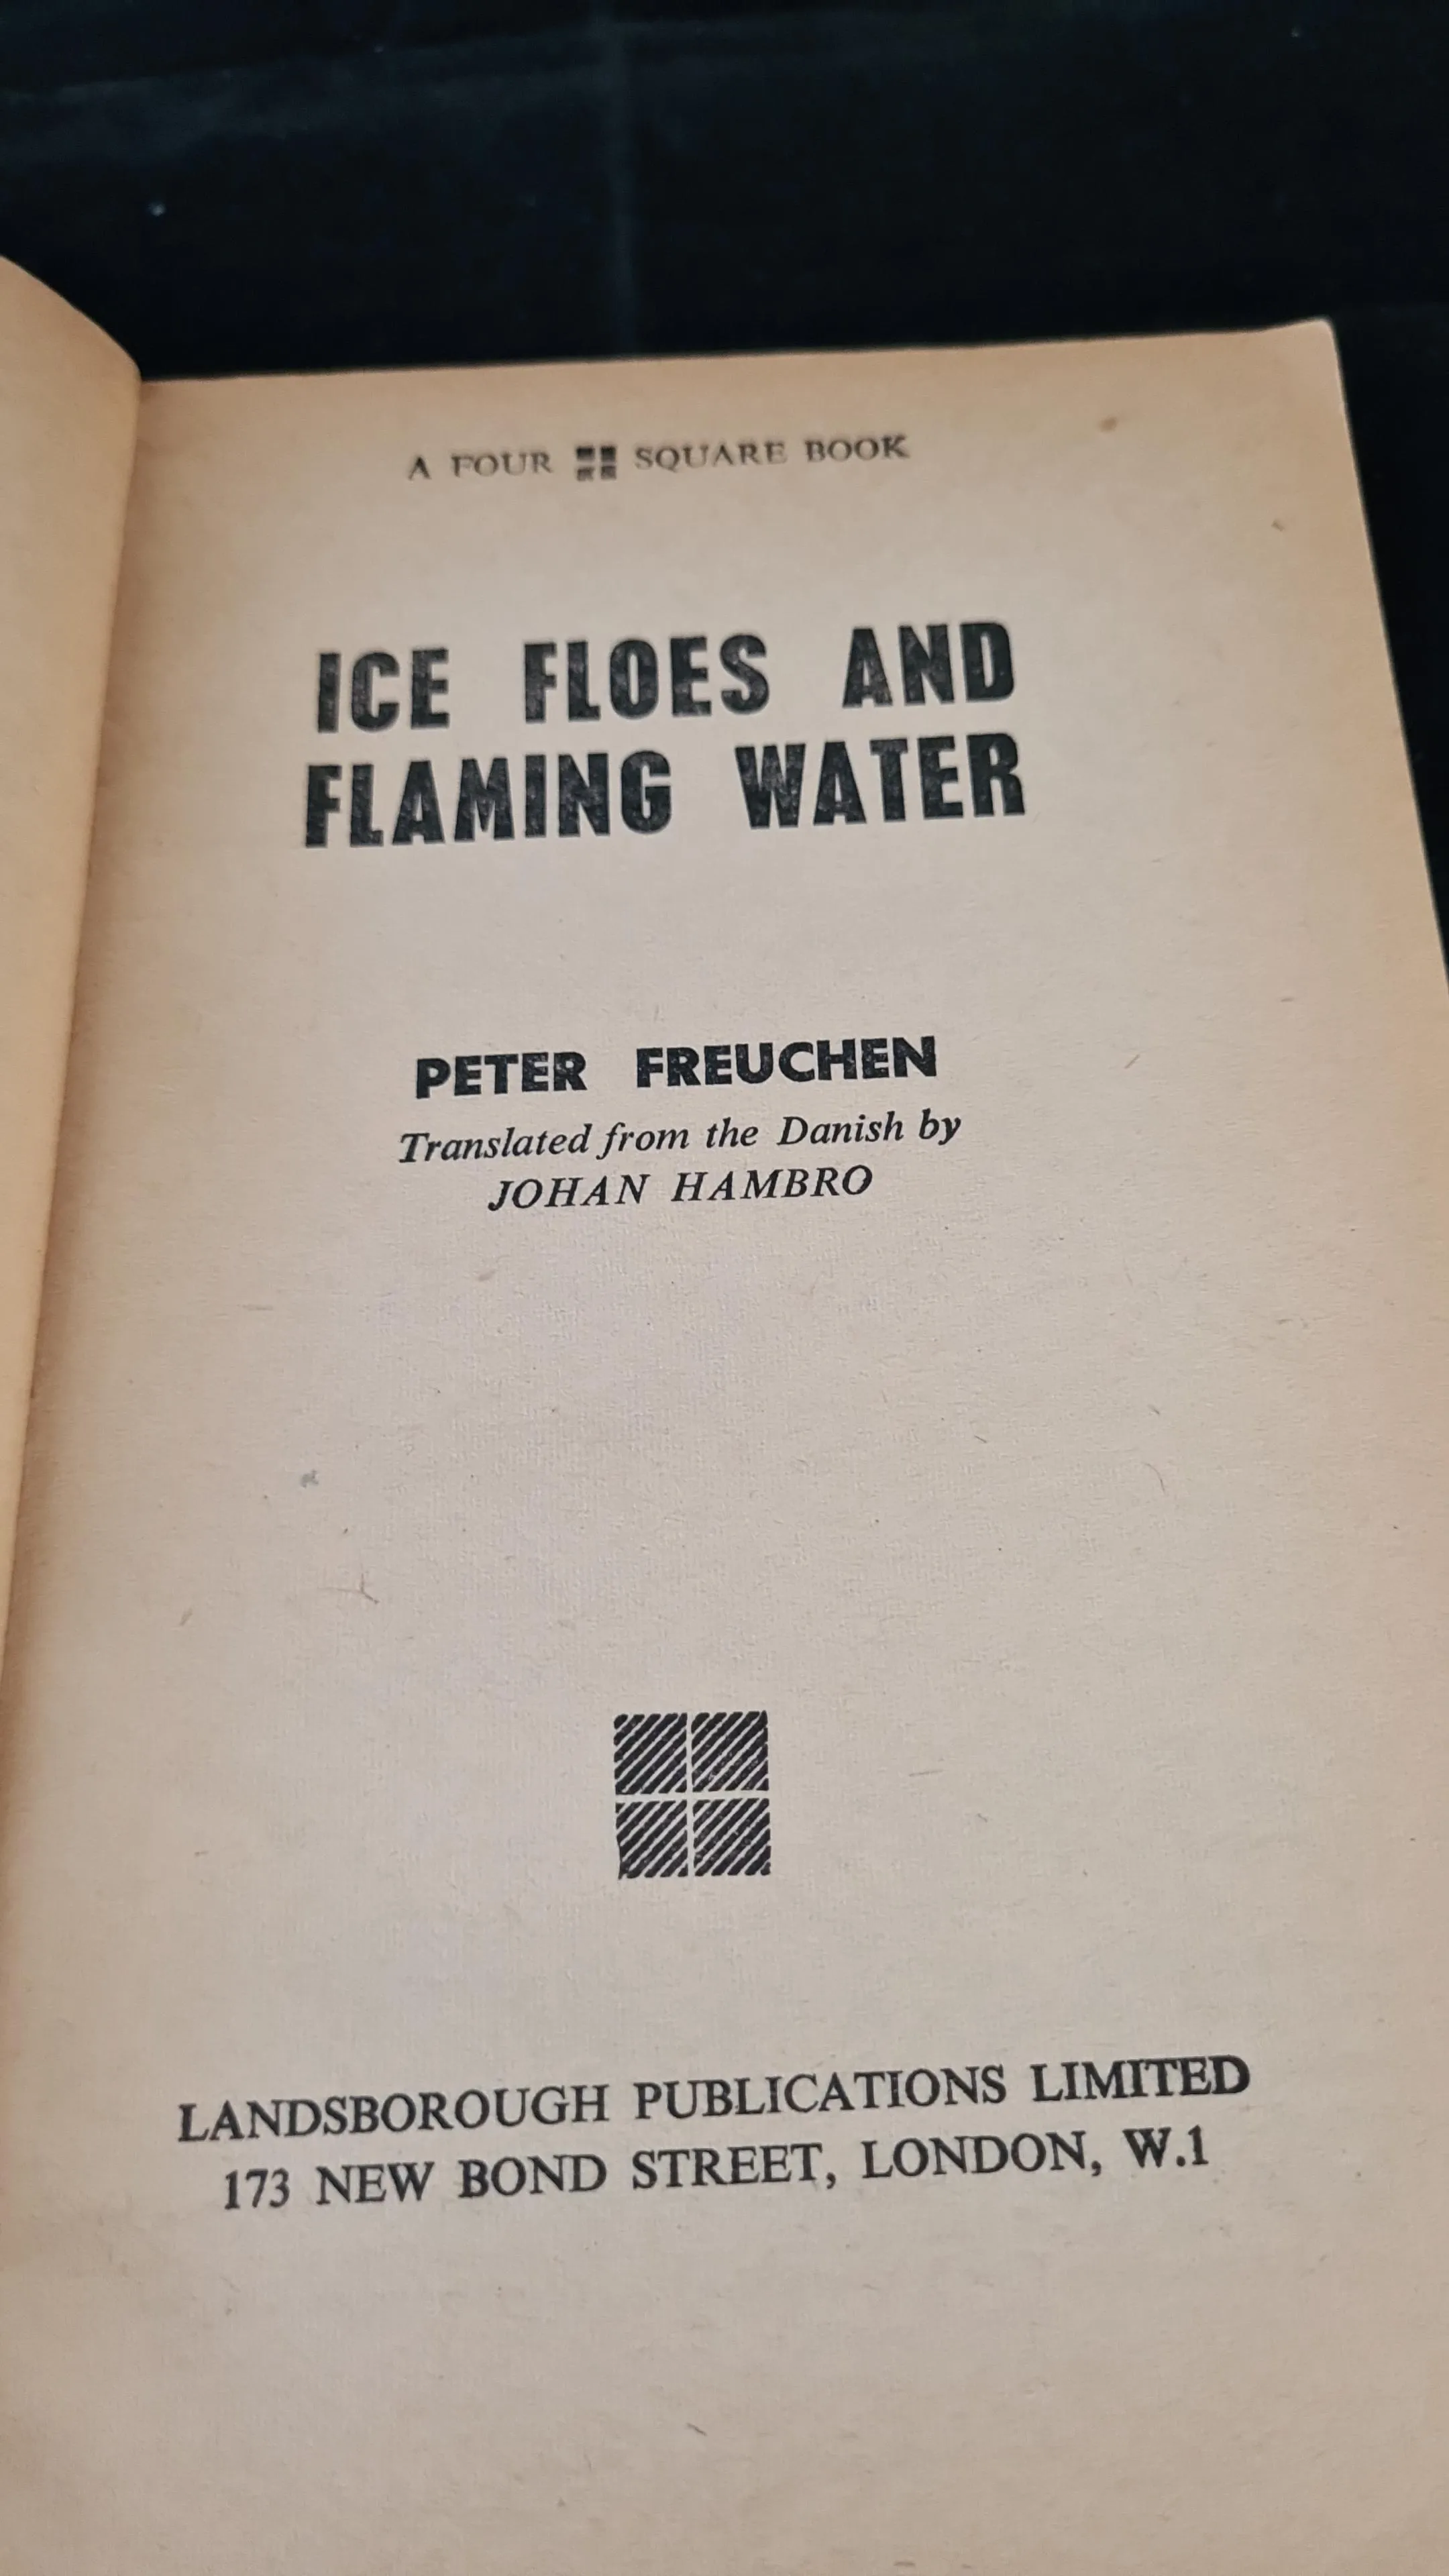 A FOUR SQUARE BOOK
ICE FLOES AND
FLAMING WATER
PETER FREUCHEN
Translated from the Danish by
JOHAN HAMBRO
LANDSBOROUGH PUBLICATIONS LIMITED
173 NEW BOND STREET, LONDON, W.1